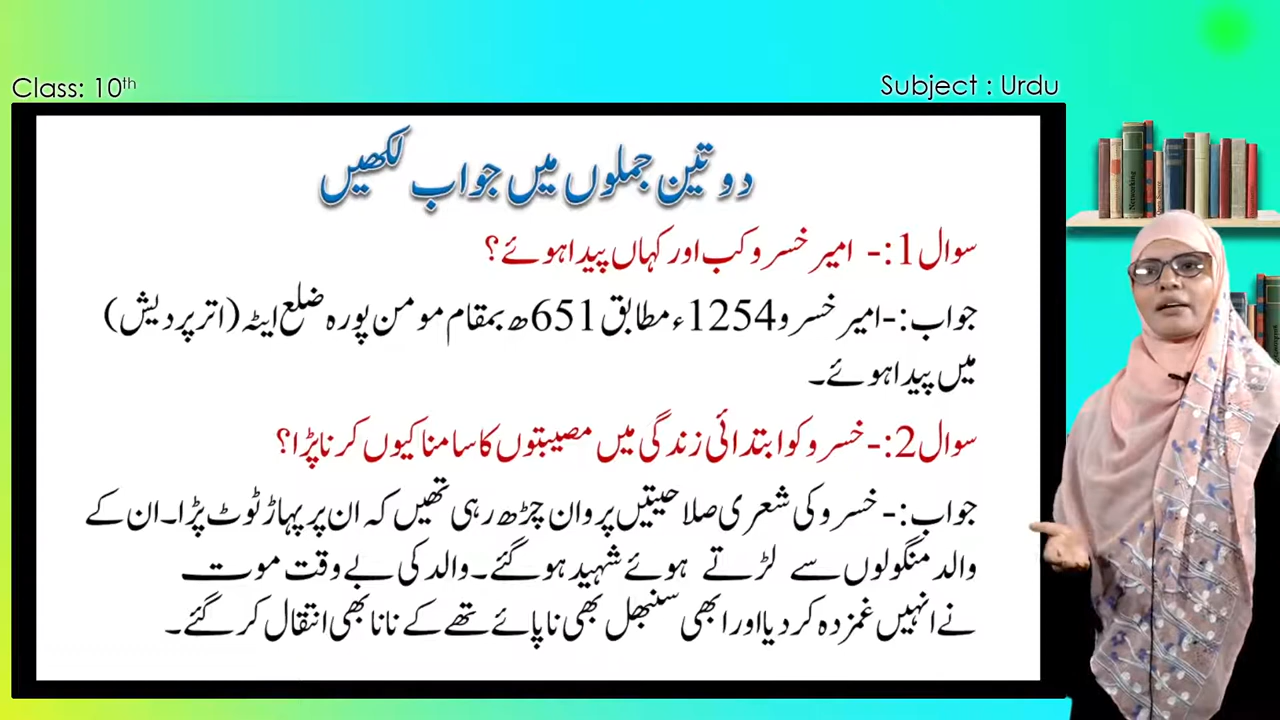 Class: 10th
Subject : Urdu
دو تین جملوں میں جواب لکھیں
سوال 1:- امیر خسرو کب اور کہاں پیدا ہوئے؟
جواب:- امیر خسرو 1254ء مطابق 651ھ بمقام مومن پورہ ضلع ایٹہ (اتر پردیش)
میں پیدا ہوئے۔
سوال 2:- خسرو کو ابتدائی زندگی میں مصیبتوں کا سامنا کیوں کرنا پڑا؟
جواب:- خسرو کی شعری صلاحیتیں پروان چڑھ رہی تھیں کہ ان پر پہاڑ ٹوٹ پڑا۔ ان کے
والد منگولوں سے لڑتے ہوئے شہید ہو گئے۔ والد کی بے وقت موت
نے انہیں غمزدہ کر دیا اور ابھی سنبھل بھی نا پائے تھے کے نانا بھی انتقال کر گئے۔
Networking